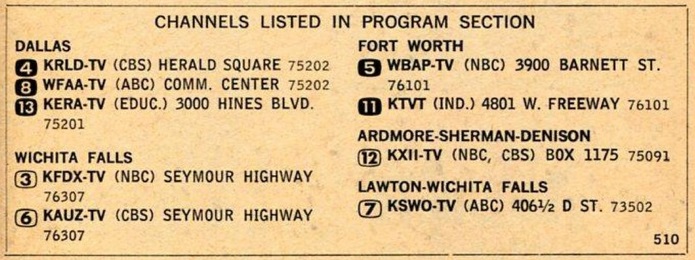 CHANNELS LISTED IN PROGRAM SECTION
DALLAS
4 KRLD-TV (CBS) HERALD SQUARE 75202
8 WFAA-TV (ABC) COMM. CENTER 75202
13 KERA-TV (EDUC.) 3000 HINES BLVD.
75201
WICHITA FALLS
3 KFDX-TV (NBC) SEYMOUR HIGHWAY
76307
6 KAUZ-TV (CBS) SEYMOUR HIGHWAY
76307
FORT WORTH
5 WBAP-TV (NBC) 3900 BARNETT ST.
76101
11 KTVT (IND.) 4801 W. FREEWAY 76101
ARDMORE-SHERMAN-DENISON
12 KXII-TV (NBC, CBS) BOX 1175 75091
LAWTON-WICHITA FALLS
7 KSWO-TV (ABC) 406½ D ST. 73502
510